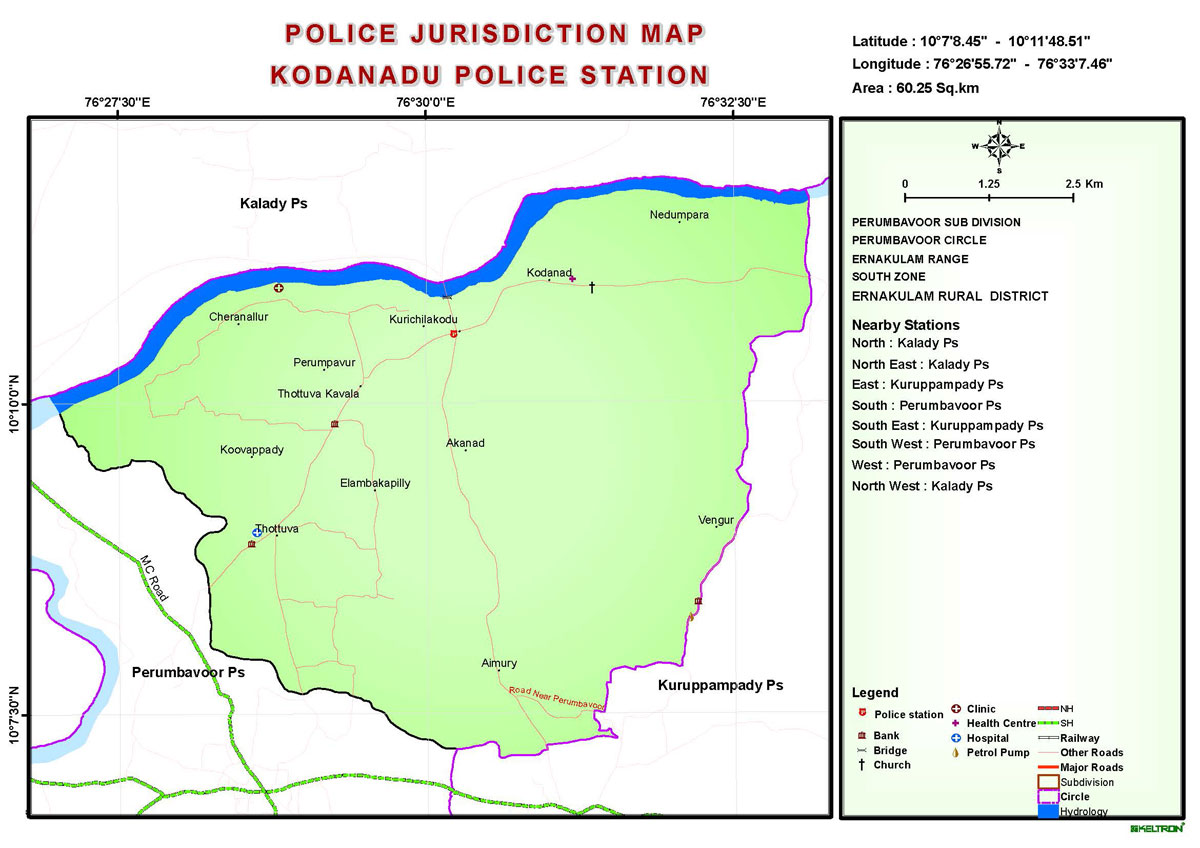 POLICE JURISDICTION MAP
KODANADU POLICE STATION
Latitude : 10°7'8.45" - 10°11'48.51"
Longitude : 76°26'55.72" - 76°33'7.46"
Area : 60.25 Sq.km
76°27'30"E 76°30'0"E 76°32'30"E
10°10'0"N
10°7'30"N
Kalady Ps
Nedumpara
Kodanad
Cheranallur
Kurichilakodu
Perumpavur
Thottuva Kavala
Akanad
Koovappady
Elambakapilly
Thottuva
Vengur
MC Road
Aimury
Perumbavoor Ps
Kuruppampady Ps
Road Near Perumbavoor
N
W E
S
0 1.25 2.5 Km
PERUMBAVOOR SUB DIVISION
PERUMBAVOOR CIRCLE
ERNAKULAM RANGE
SOUTH ZONE
ERNAKULAM RURAL DISTRICT
Nearby Stations
North : Kalady Ps
North East : Kalady Ps
East : Kuruppampady Ps
South : Perumbavoor Ps
South East : Kuruppampady Ps
South West : Perumbavoor Ps
West : Perumbavoor Ps
North West : Kalady Ps
Legend
Police station
Bank
Bridge
Church
Clinic
Health Centre
Hospital
Petrol Pump
NH
SH
Railway
Other Roads
Major Roads
Subdivision
Circle
Hydrology
KELTRON